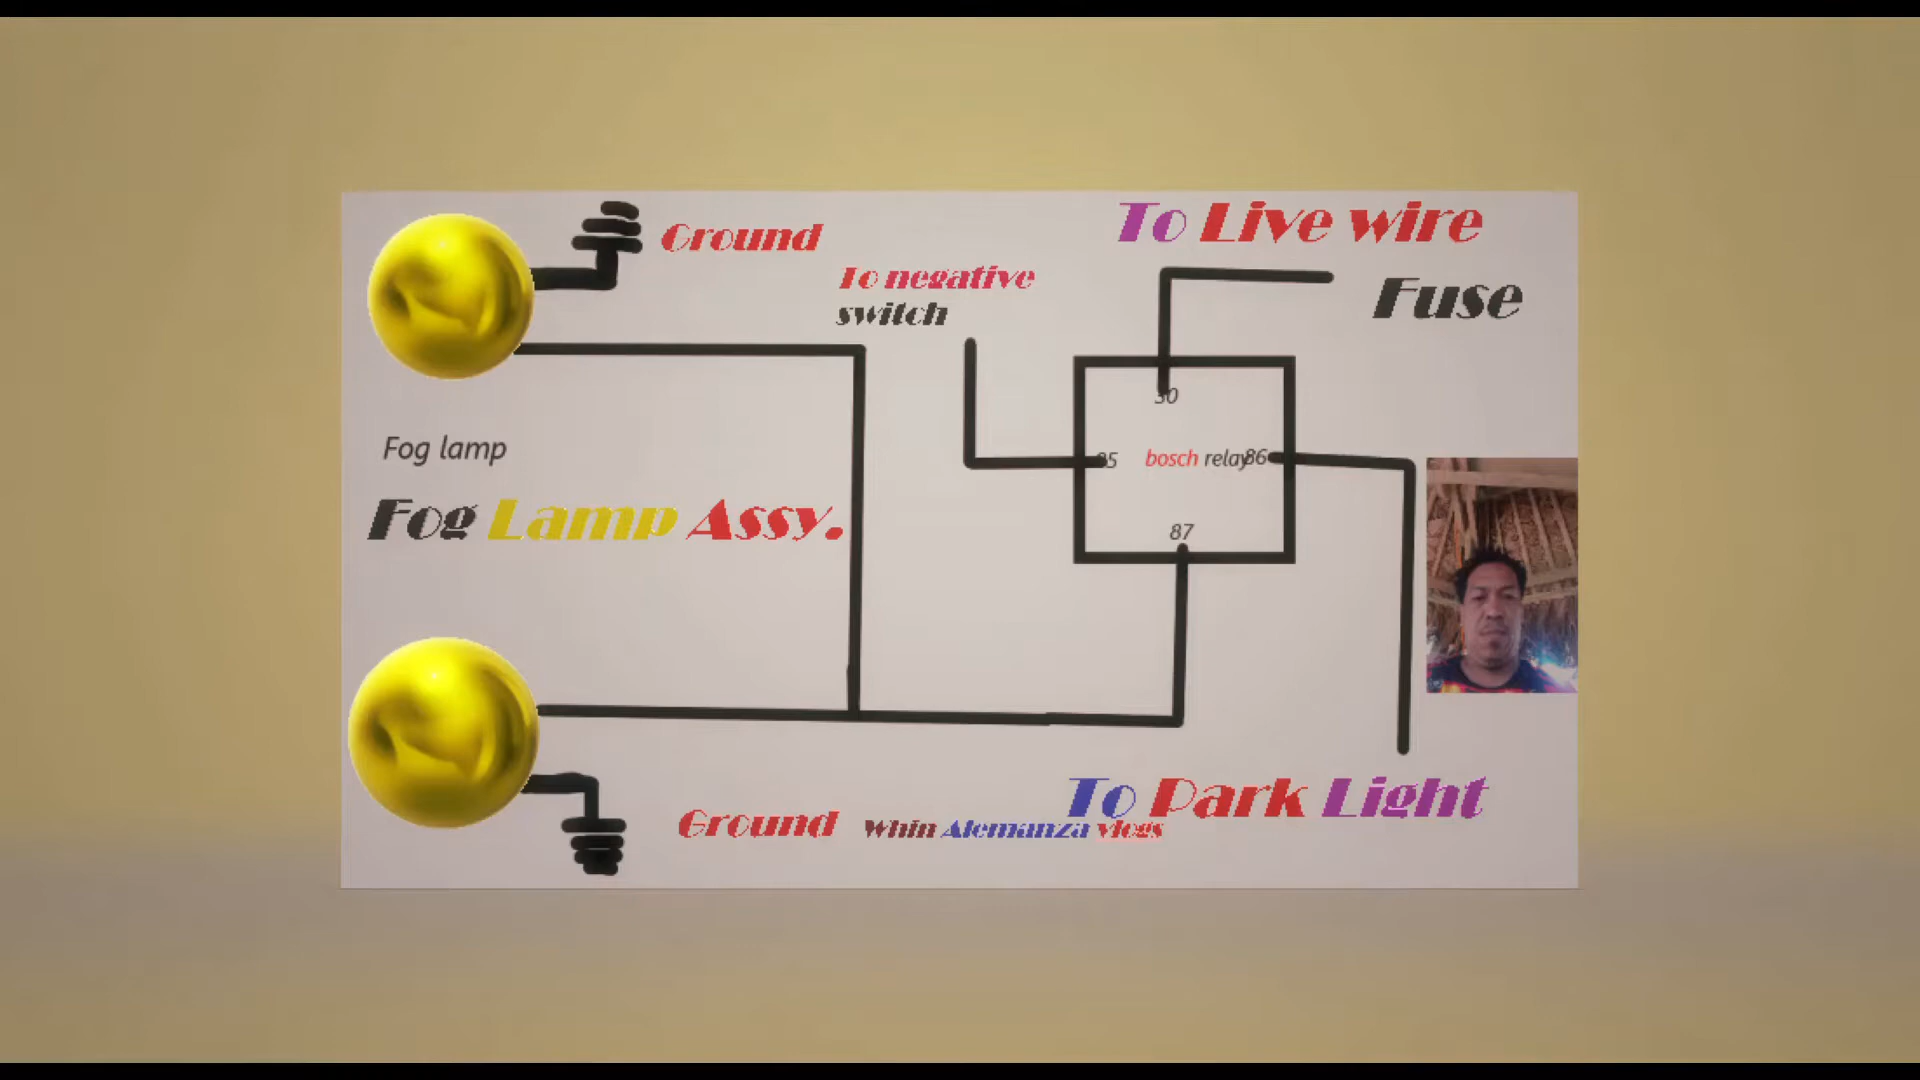 Ground
To Live wire
To negative
switch
Fuse
30
85
bosch relay
86
Fog lamp
Fog Lamp Assy.
87
To Park Light
Ground
Whin Alemanza vlogs